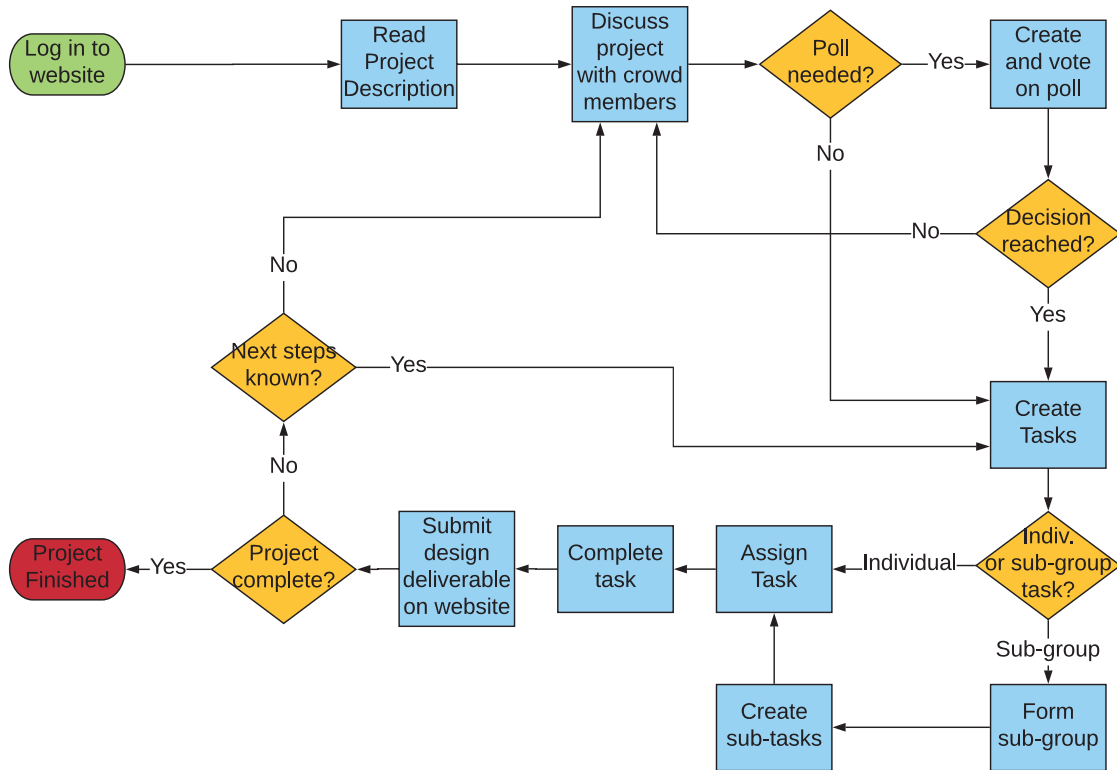 Log in to
website
Read
Project
Description
Discuss
project
with crowd
members
Poll
needed?
Yes
Create
and vote
on poll
No
Decision
reached?
No
Yes
No
Next steps
known?
Yes
Create
Tasks
No
Project
Finished
Yes
Project
complete?
Submit
design
deliverable
on website
Complete
task
Assign
Task
Individual
Indiv.
or sub-group
task?
Sub-group
Create
sub-tasks
Form
sub-group